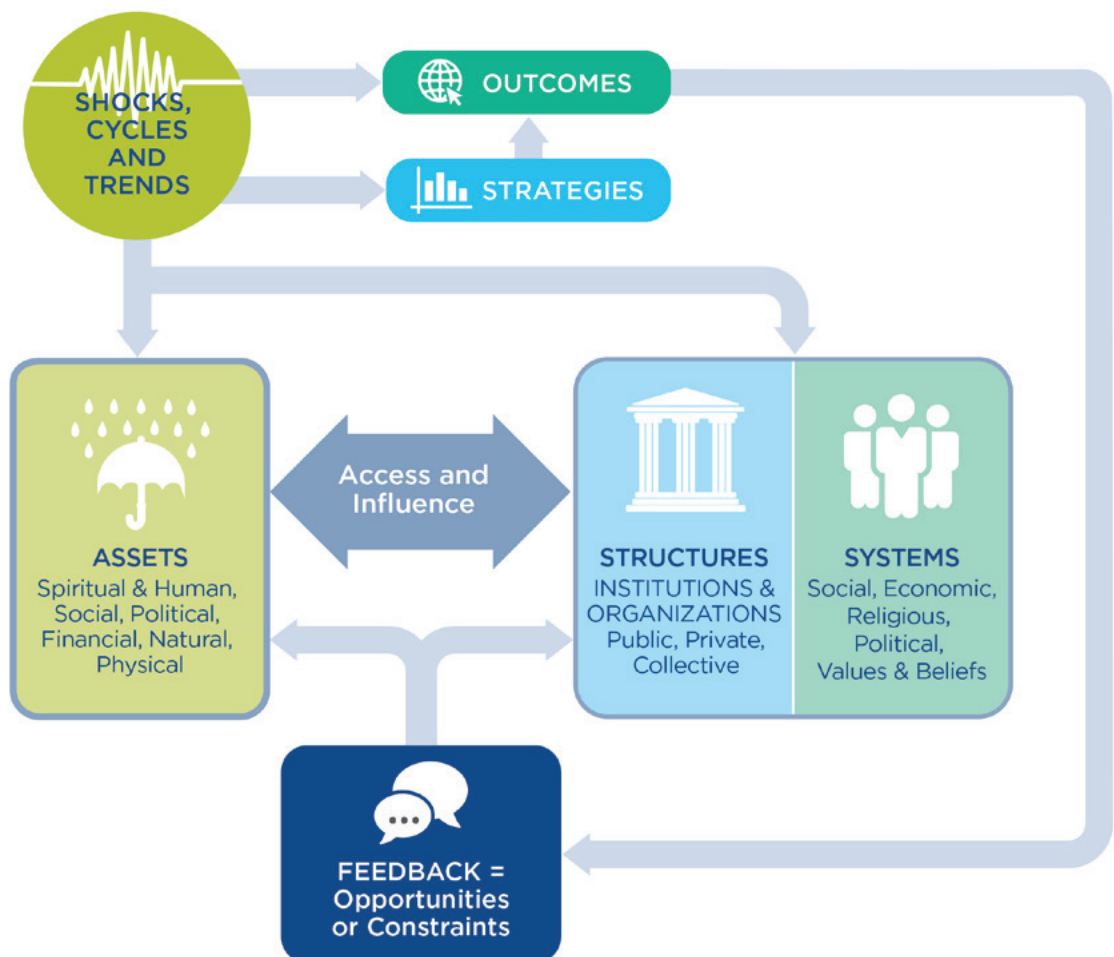 SHOCKS,
CYCLES
AND
TRENDS
OUTCOMES
STRATEGIES
Access and
Influence
ASSETS
Spiritual & Human,
Social, Political,
Financial, Natural,
Physical
STRUCTURES
INSTITUTIONS &
ORGANIZATIONS
Public, Private,
Collective
SYSTEMS
Social, Economic,
Religious,
Political,
Values & Beliefs
FEEDBACK =
Opportunities
or Constraints